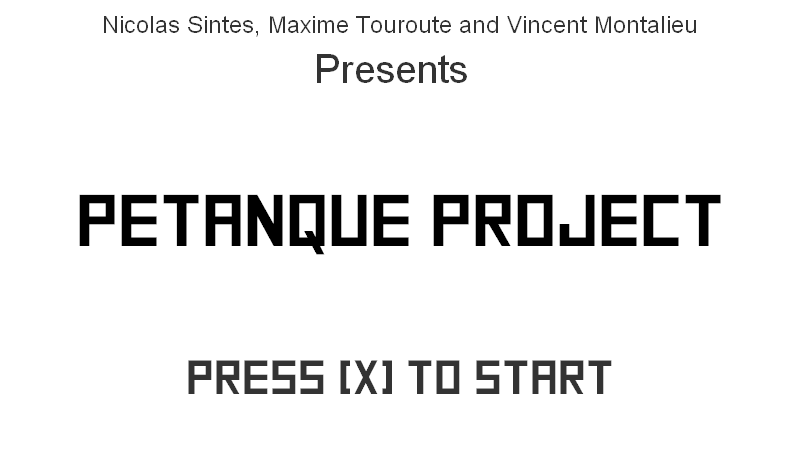 Nicolas Sintes, Maxime Touroute and Vincent Montalieu
Presents
PETANQUE PROJECT
PRESS [X] TO START